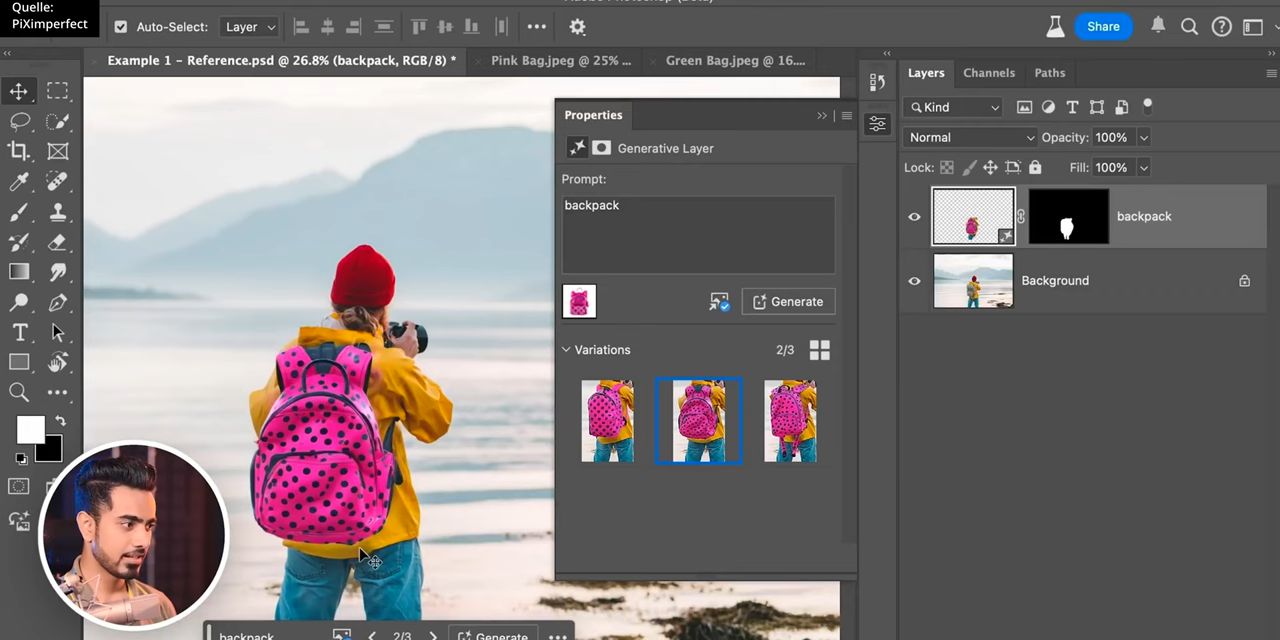 Quelle:
PiXimperfect
Auto-Select:
Layer
Share
Example 1 – Reference.psd @ 26.8% (backpack, RGB/8) *
Pink Bag.jpeg @ 25% ...
Green Bag.jpeg @ 16....
Properties
Generative Layer
Prompt:
backpack
Generate
Variations
2/3
Layers
Channels
Paths
Kind
Normal
Opacity: 100%
Lock:
Fill: 100%
backpack
Background
backpack
2/3
Generate